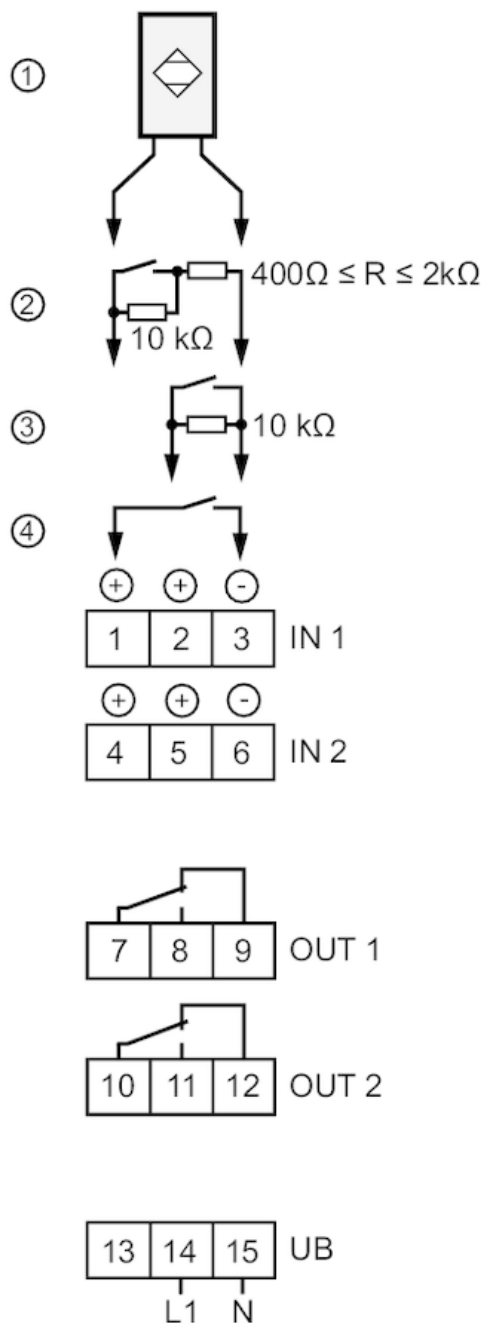 ①
② 400Ω ≤ R ≤ 2kΩ
10 kΩ
③ 10 kΩ
④
+ + -
1 2 3 IN 1
+ + -
4 5 6 IN 2
7 8 9 OUT 1
10 11 12 OUT 2
13 14 15 UB
L1 N